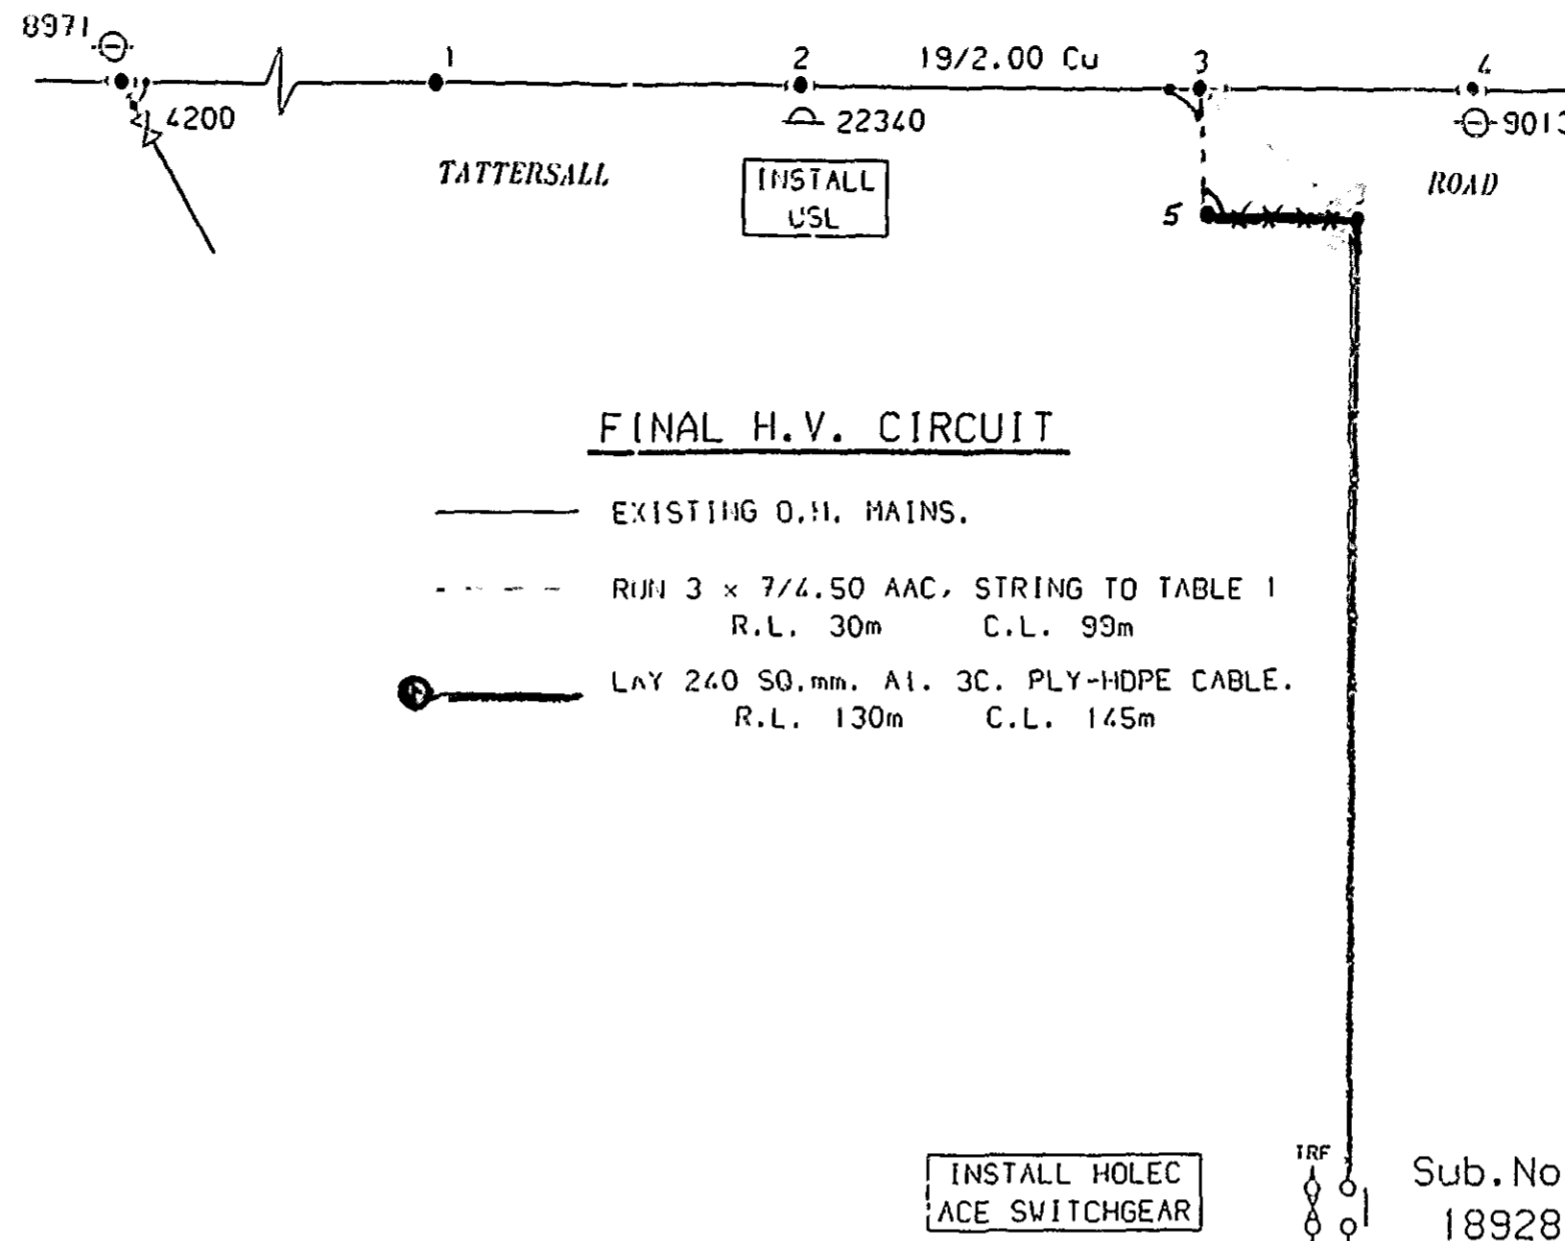 8971
1
2
19/2.00 Cu
3
4
4200
22340
9013
TATTERSALL
INSTALL
USL
ROAD
5
FINAL H.V. CIRCUIT
EXISTING O.H. MAINS.
RUN 3 x 7/4.50 AAC, STRING TO TABLE 1
R.L. 30m C.L. 99m
LAY 240 SQ.mm. Al. 3C. PLY-HDPE CABLE.
R.L. 130m C.L. 145m
INSTALL HOLEC
ACE SWITCHGEAR
TRF
Sub.No
18928